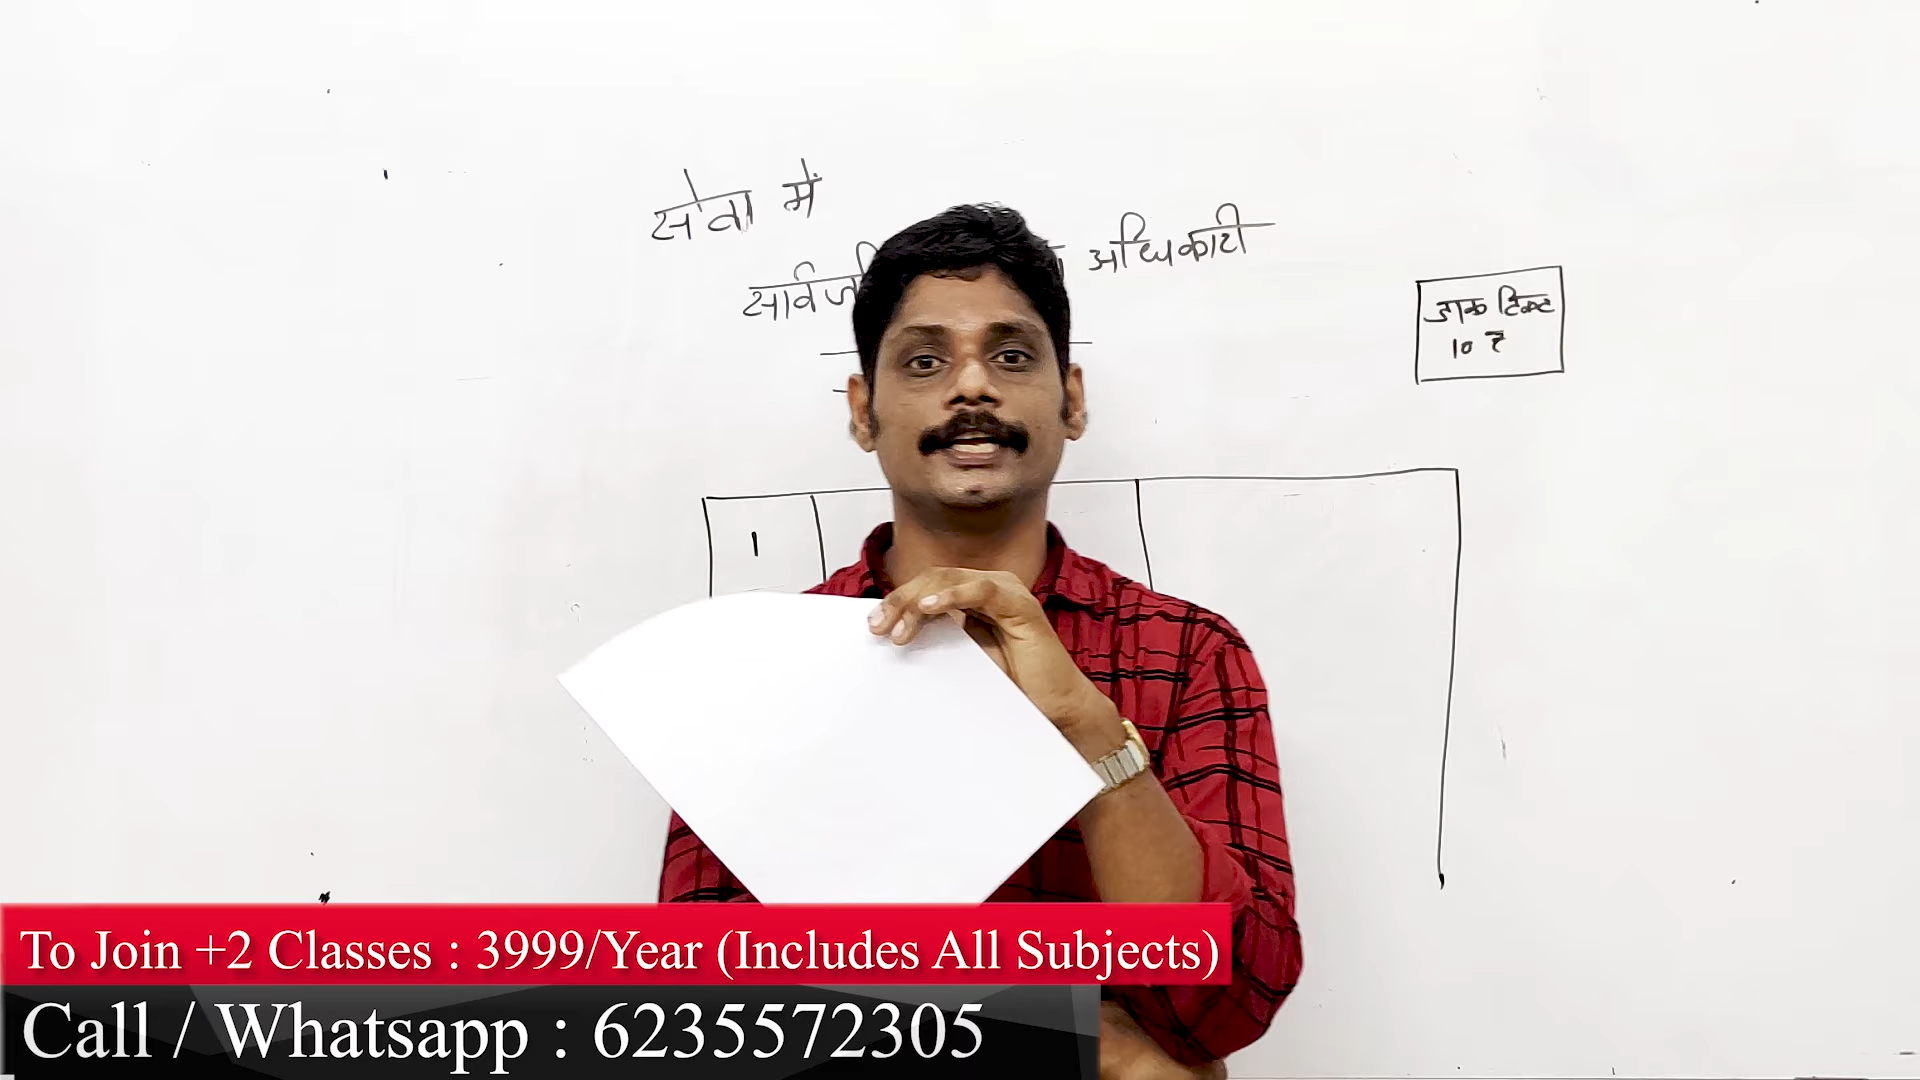 सेवा में
अधिकारी
डाक टिकट
10 ₹
1
To Join +2 Classes : 3999/Year (Includes All Subjects)
Call / Whatsapp : 6235572305